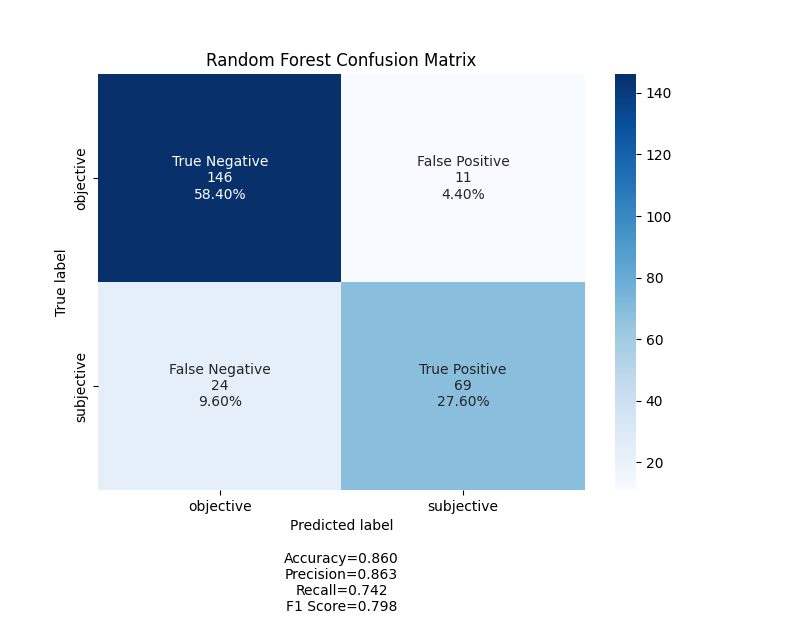 Random Forest Confusion Matrix
True label
objective
subjective
True Negative
146
58.40%
False Positive
11
4.40%
False Negative
24
9.60%
True Positive
69
27.60%
objective
subjective
Predicted label
Accuracy=0.860
Precision=0.863
Recall=0.742
F1 Score=0.798
140
120
100
80
60
40
20